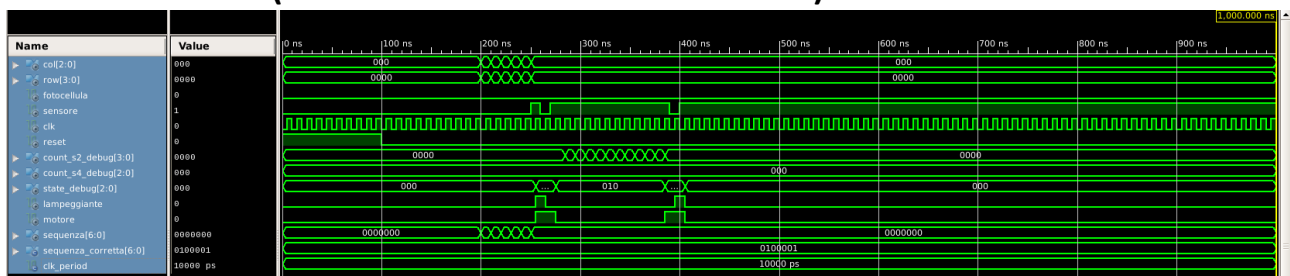 1,000.000 ns
Name Value 0 ns 100 ns 200 ns 300 ns 400 ns 500 ns 600 ns 700 ns 800 ns 900 ns
col[2:0] 000 000 000
row[3:0] 0000 0000 0000
fotocellula 0
sensore 1
clk 0
reset 0
count_s2_debug[3:0] 0000 0000 0000
count_s4_debug[2:0] 000 000
state_debug[2:0] 000 000 ... 010 ... 000
lampeggiante 0
motore 0
sequenza[6:0] 0000000 0000000 0000000
sequenza_corretta[6:0] 0100001 0100001
clk_period 10000 ps 10000 ps